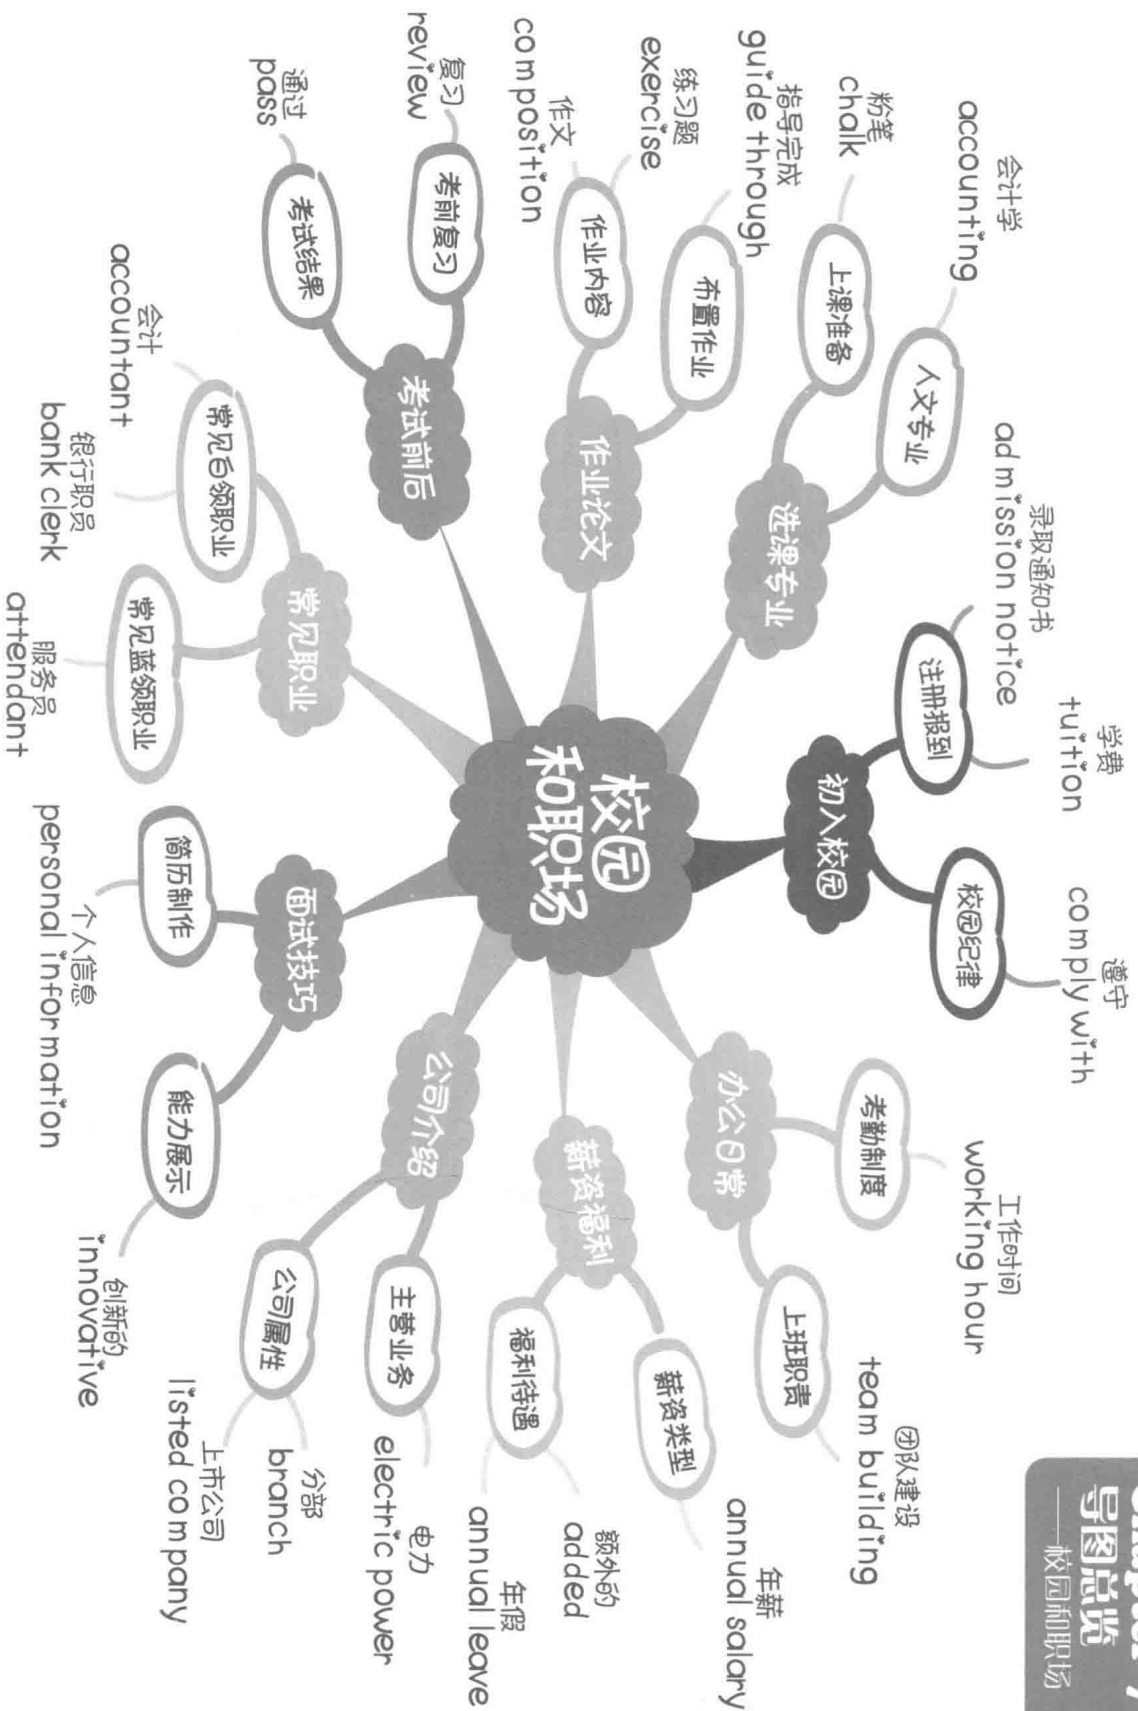 Chapter 7
导图总览
——校园和职场
校园
和职场
初入校园
注册报到
录取通知书
admission notice
学费
tuition
校园纪律
遵守
comply with
选课专业
人文专业
会计学
accounting
上课准备
粉笔
chalk
作业论文
布置作业
指导完成
guide through
作业内容
练习题
exercise
作文
composition
考试前后
考前复习
复习
review
考试结果
通过
pass
常见职业
常见白领职业
会计
accountant
银行职员
bank clerk
常见蓝领职业
服务员
attendant
面试技巧
简历制作
个人信息
personal information
能力展示
创新的
innovative
公司介绍
公司属性
上市公司
listed company
分部
branch
主营业务
电力
electric power
薪资福利
福利待遇
年假
annual leave
额外的
added
薪资类型
年薪
annual salary
办公日常
上班职责
团队建设
team building
考勤制度
工作时间
working hour